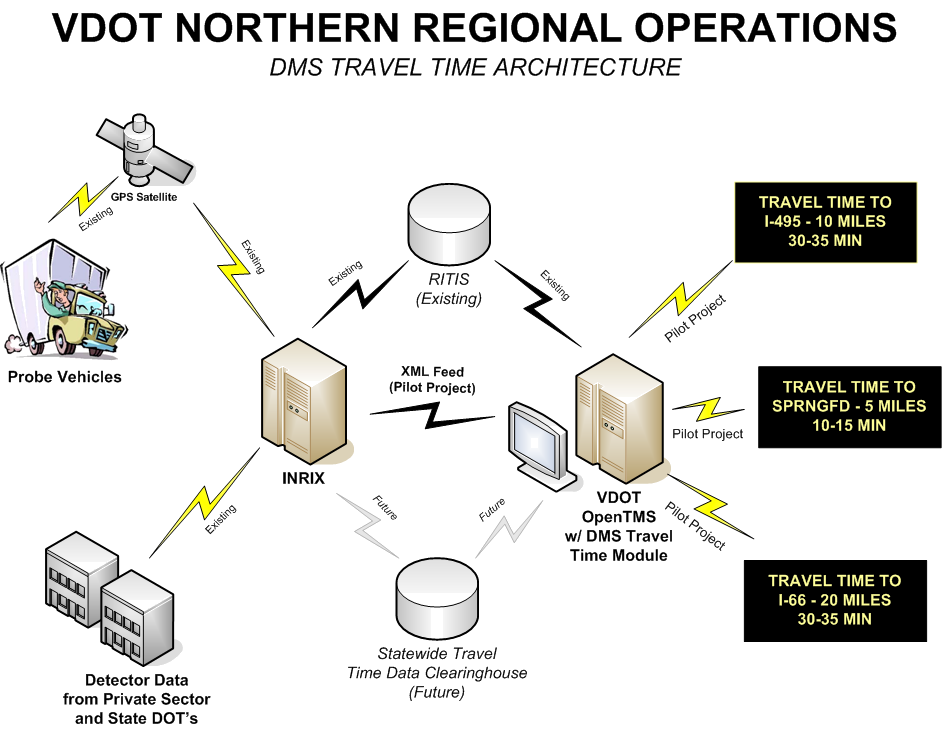 VDOT NORTHERN REGIONAL OPERATIONS
DMS TRAVEL TIME ARCHITECTURE
GPS Satellite
Existing
Existing
Probe Vehicles
RITIS
(Existing)
Existing
Existing
TRAVEL TIME TO
I-495 - 10 MILES
30-35 MIN
Pilot Project
XML Feed
(Pilot Project)
TRAVEL TIME TO
SPRNGFD - 5 MILES
10-15 MIN
Pilot Project
INRIX
VDOT
OpenTMS
w/ DMS Travel
Time Module
Pilot Project
Existing
Future
Future
TRAVEL TIME TO
I-66 - 20 MILES
30-35 MIN
Statewide Travel
Time Data Clearinghouse
(Future)
Detector Data
from Private Sector
and State DOT's